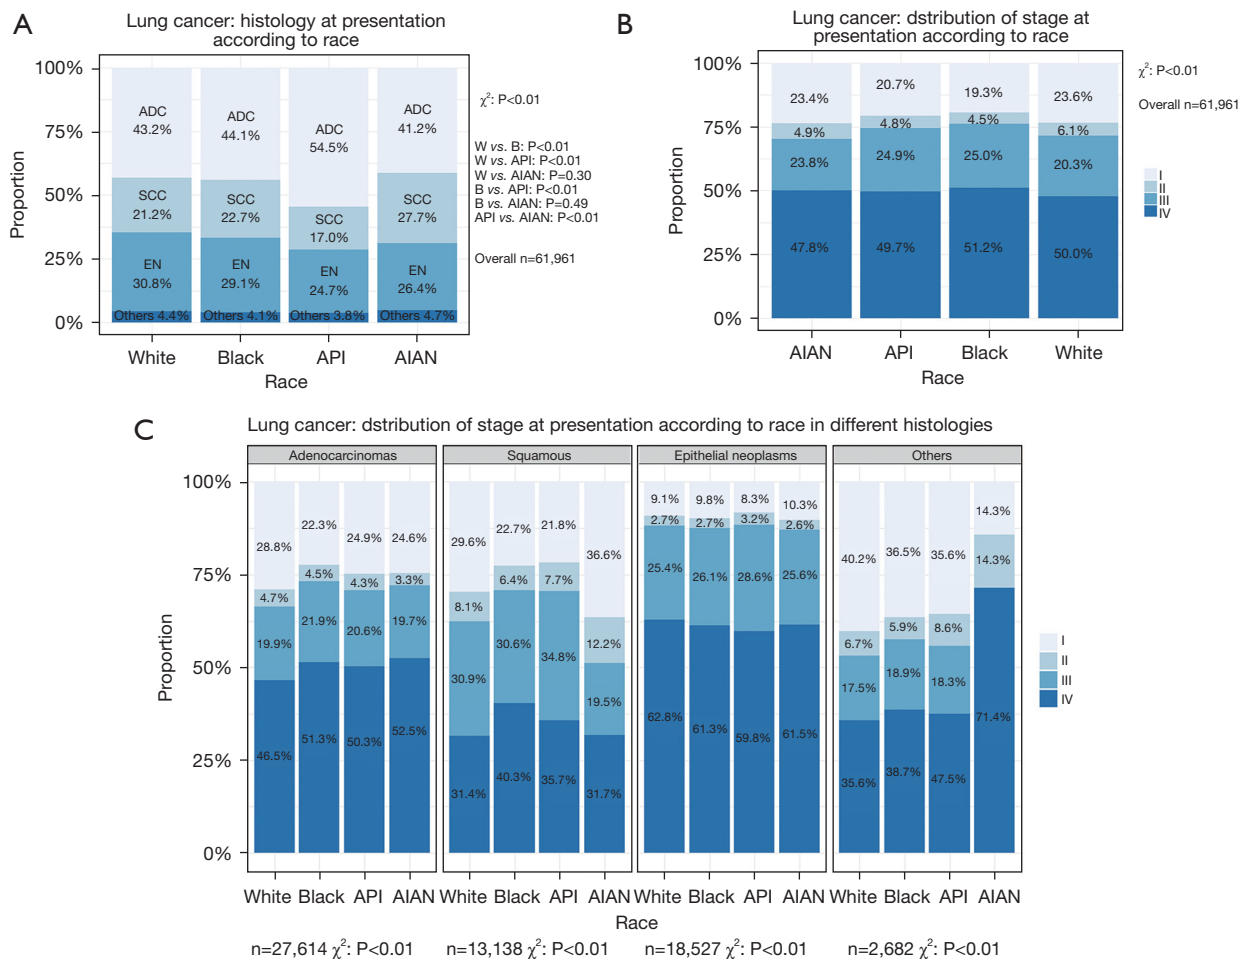 A
Lung cancer: histology at presentation
according to race
100%
75%
50%
25%
0%
Proportion
ADC
43.2%
SCC
21.2%
EN
30.8%
Others 4.4%
ADC
44.1%
SCC
22.7%
EN
29.1%
Others 4.1%
ADC
54.5%
SCC
17.0%
EN
24.7%
Others 3.8%
ADC
41.2%
SCC
27.7%
EN
26.4%
Others 4.7%
White Black API AIAN
Race
χ²: P<0.01
W vs. B: P<0.01
W vs. API: P<0.01
W vs. AIAN: P=0.30
B vs. API: P<0.01
B vs. AIAN: P=0.49
API vs. AIAN: P<0.01
Overall n=61,961
B
Lung cancer: dstribution of stage at
presentation according to race
100%
75%
50%
25%
0%
Proportion
23.4% 20.7% 19.3% 23.6%
4.9% 4.8% 4.5% 6.1%
23.8% 24.9% 25.0% 20.3%
47.8% 49.7% 51.2% 50.0%
AIAN API Black White
Race
χ²: P<0.01
Overall n=61,961
I
II
III
IV
C
Lung cancer: dstribution of stage at presentation according to race in different histologies
Adenocarcinomas Squamous Epithelial neoplasms Others
100%
75%
50%
25%
0%
Proportion
28.8% 22.3% 24.9% 24.6%
4.7% 4.5% 4.3% 3.3%
19.9% 21.9% 20.6% 19.7%
46.5% 51.3% 50.3% 52.5%
29.6% 22.7% 21.8% 36.6%
8.1% 6.4% 7.7% 12.2%
30.9% 30.6% 34.8% 19.5%
31.4% 40.3% 35.7% 31.7%
9.1% 9.8% 8.3% 10.3%
2.7% 2.7% 3.2% 2.6%
25.4% 26.1% 28.6% 25.6%
62.8% 61.3% 59.8% 61.5%
40.2% 36.5% 35.6% 14.3%
6.7% 5.9% 8.6% 14.3%
17.5% 18.9% 18.3%
35.6% 38.7% 47.5% 71.4%
White Black API AIAN White Black API AIAN White Black API AIAN White Black API AIAN
Race
n=27,614 χ²: P<0.01 n=13,138 χ²: P<0.01 n=18,527 χ²: P<0.01 n=2,682 χ²: P<0.01
I
II
III
IV